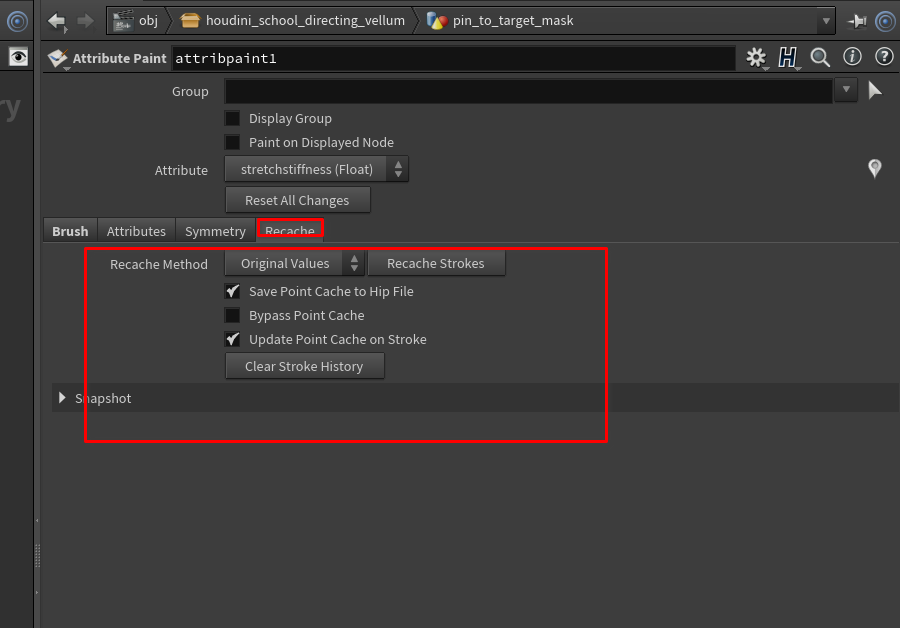 obj houdini_school_directing_vellum pin_to_target_mask
Attribute Paint attribpaint1
ry
Group
Display Group
Paint on Displayed Node
Attribute stretchstiffness (Float)
Reset All Changes
Brush Attributes Symmetry Recache
Recache Method Original Values Recache Strokes
Save Point Cache to Hip File
Bypass Point Cache
Update Point Cache on Stroke
Clear Stroke History
Snapshot